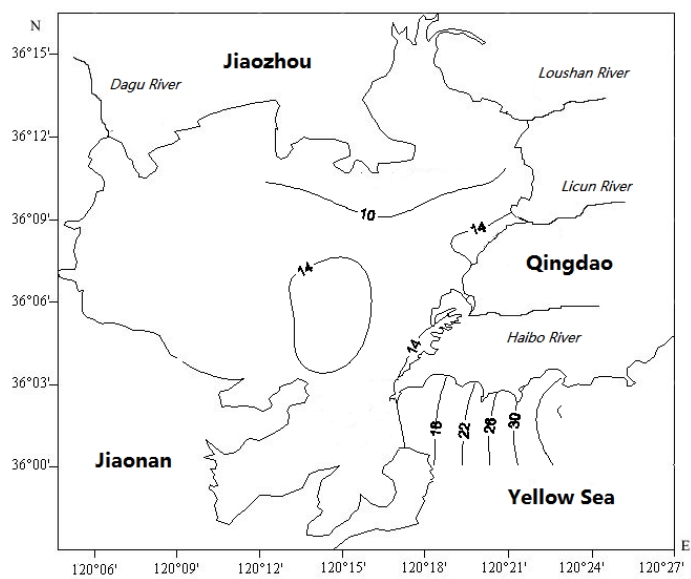 N
36°15'
Jiaozhou
Loushan River
Dagu River
36°12'
Licun River
36°09'
10
14
Qingdao
14
36°06'
Haibo River
14
36°03'
18
22
26
30
36°00'
Jiaonan
Yellow Sea
E
120°06'
120°09'
120°12'
120°15'
120°18'
120°21'
120°24'
120°27'